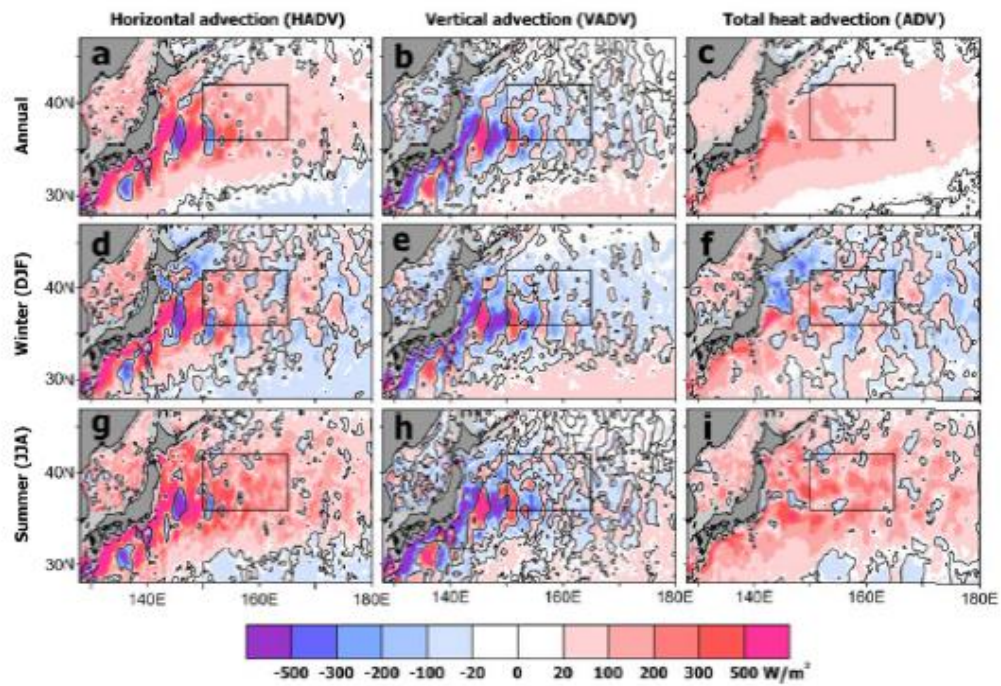 Horizontal advection (HADV) Vertical advection (VADV) Total heat advection (ADV)
a b c
Annual
40N
30N
d e f
Winter (DJF)
40N
30N
g h i
Summer (JJA)
40N
30N
140E 160E 180E 140E 160E 180E 140E 160E 180E
-500 -300 -200 -100 -20 0 20 100 200 300 500 W/m²